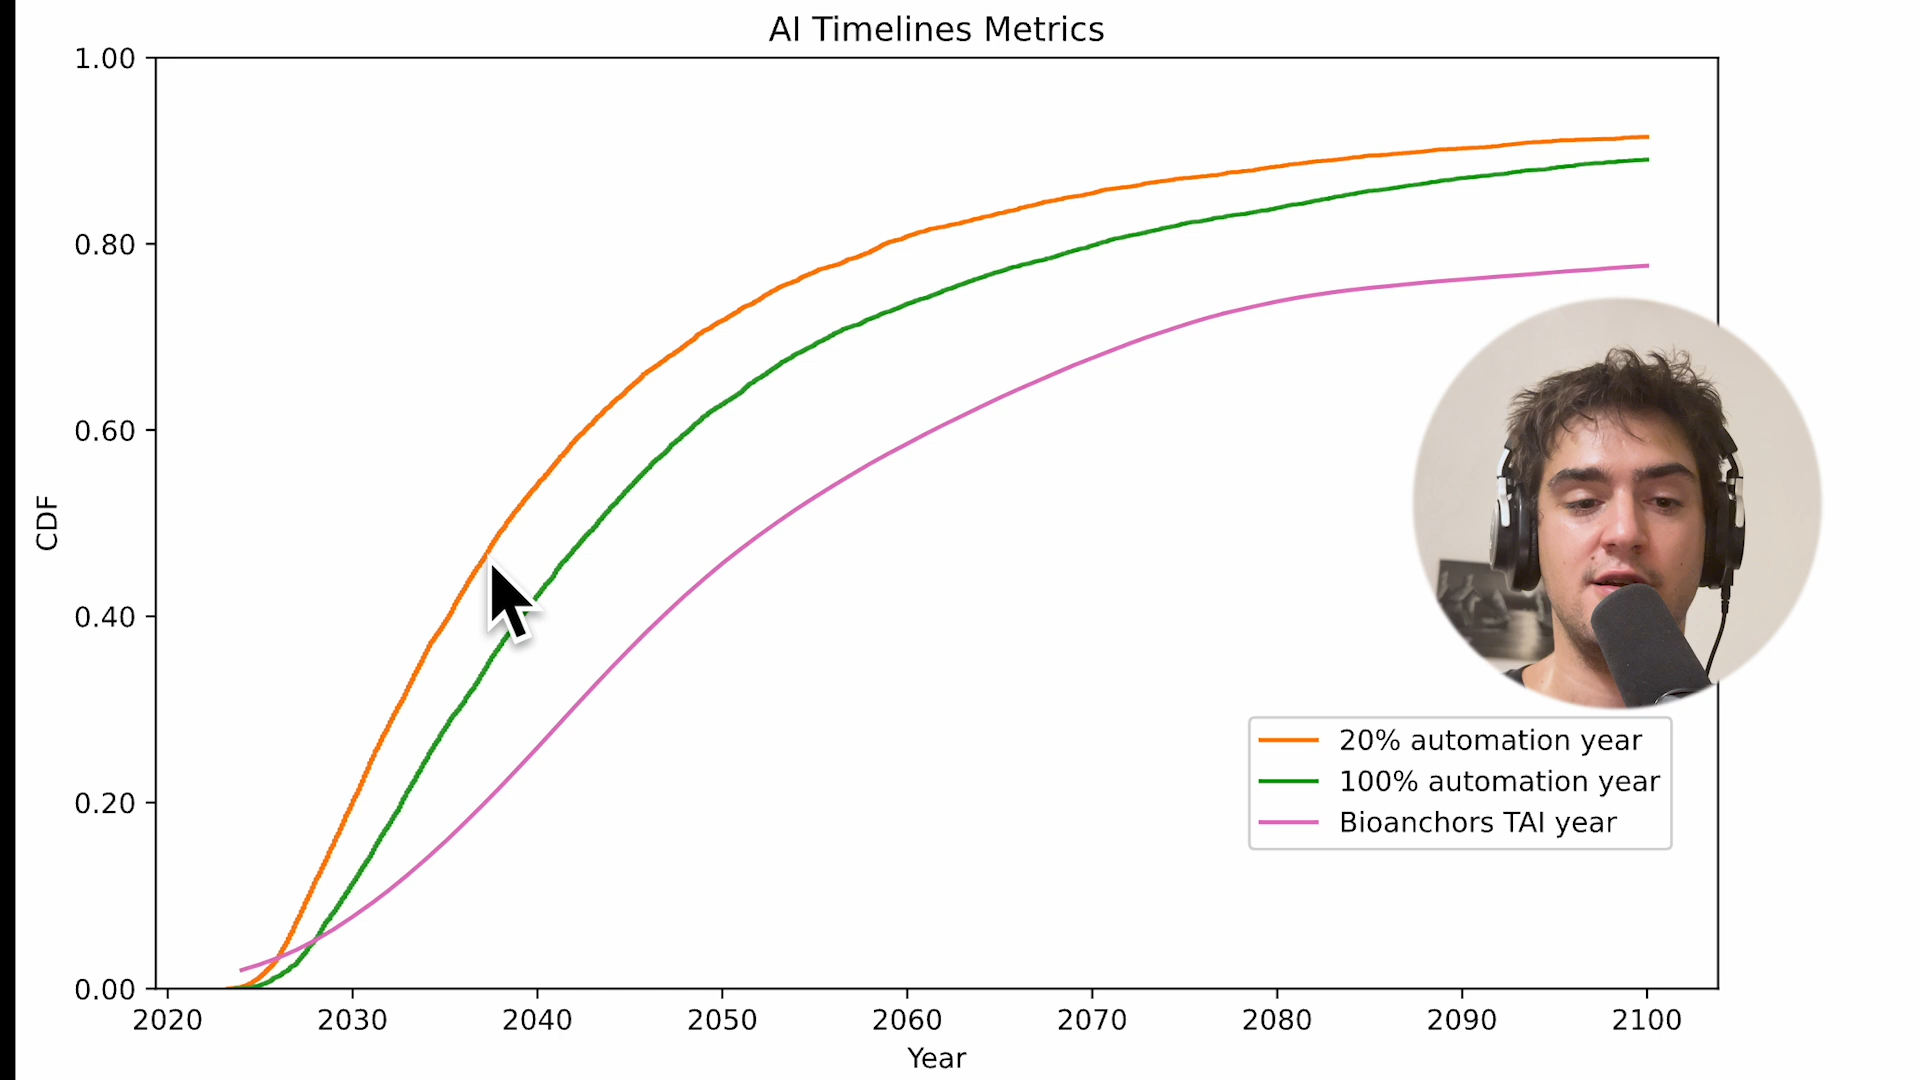 AI Timelines Metrics
1.00
0.80
0.60
0.40
0.20
0.00
CDF
2020 2030 2040 2050 2060 2070 2080 2090 2100
Year
20% automation year
100% automation year
Bioanchors TAI year